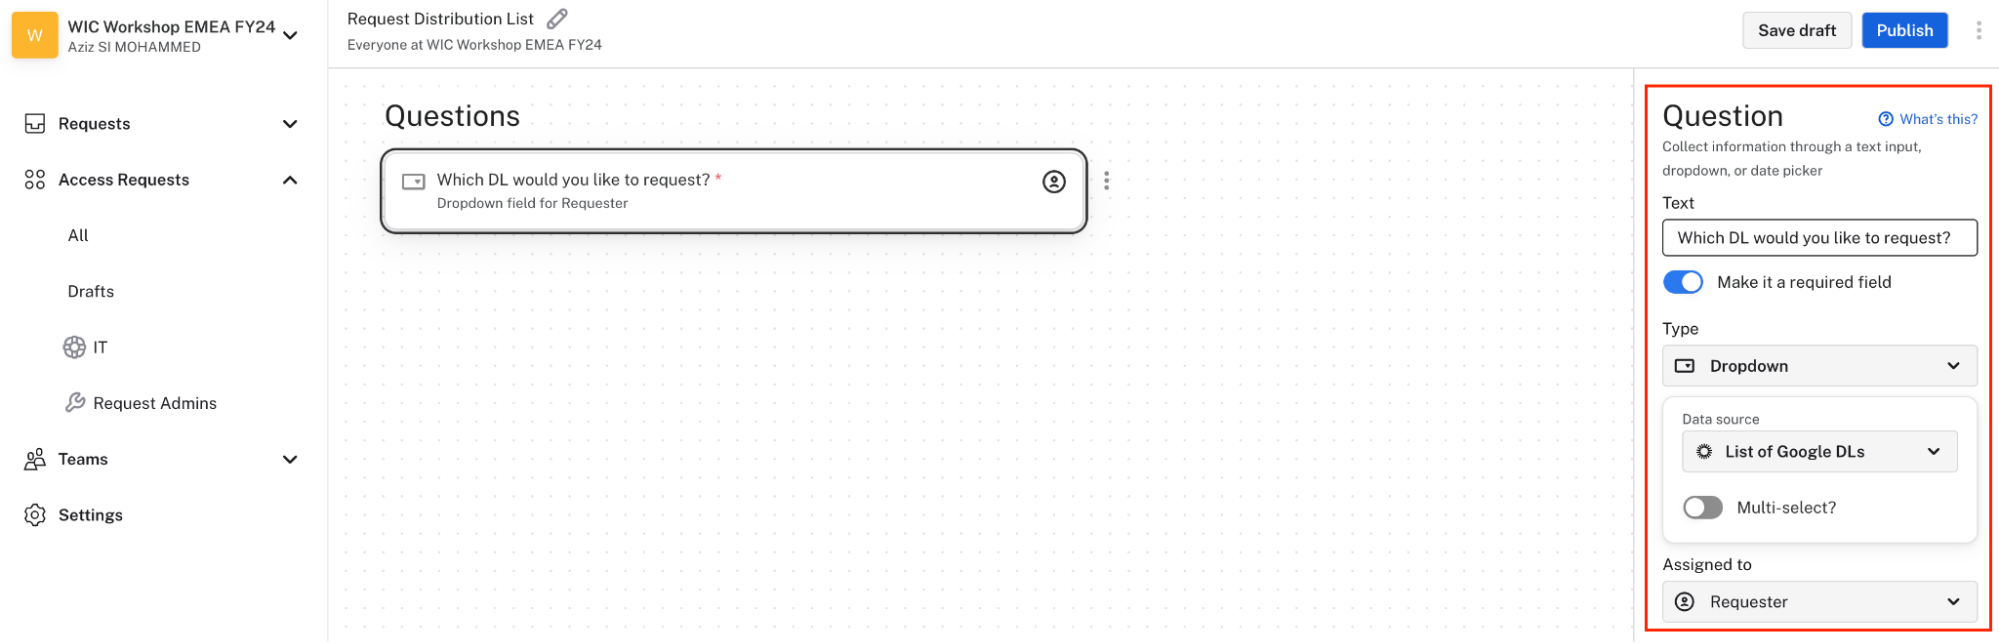 W
WIC Workshop EMEA FY24
Aziz SI MOHAMMED
Requests
Access Requests
All
Drafts
IT
Request Admins
Teams
Settings
Request Distribution List
Everyone at WIC Workshop EMEA FY24
Save draft
Publish
Questions
Which DL would you like to request? *
Dropdown field for Requester
Question
What's this?
Collect information through a text input,
dropdown, or date picker
Text
Which DL would you like to request?
Make it a required field
Type
Dropdown
Data source
List of Google DLs
Multi-select?
Assigned to
Requester